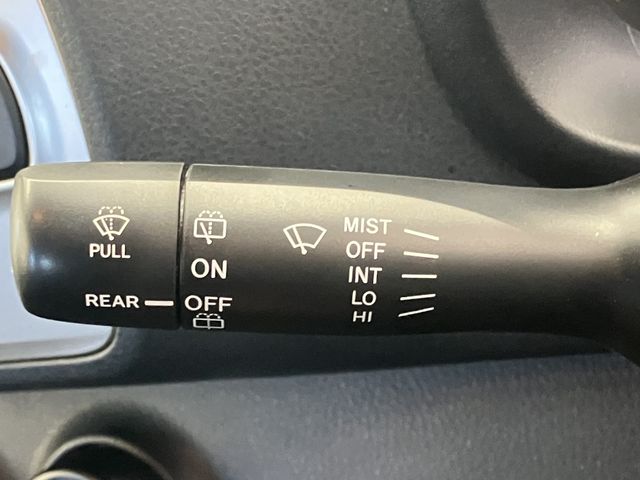 PULL
REAR
ON
OFF
MIST
OFF
INT
LO
HI